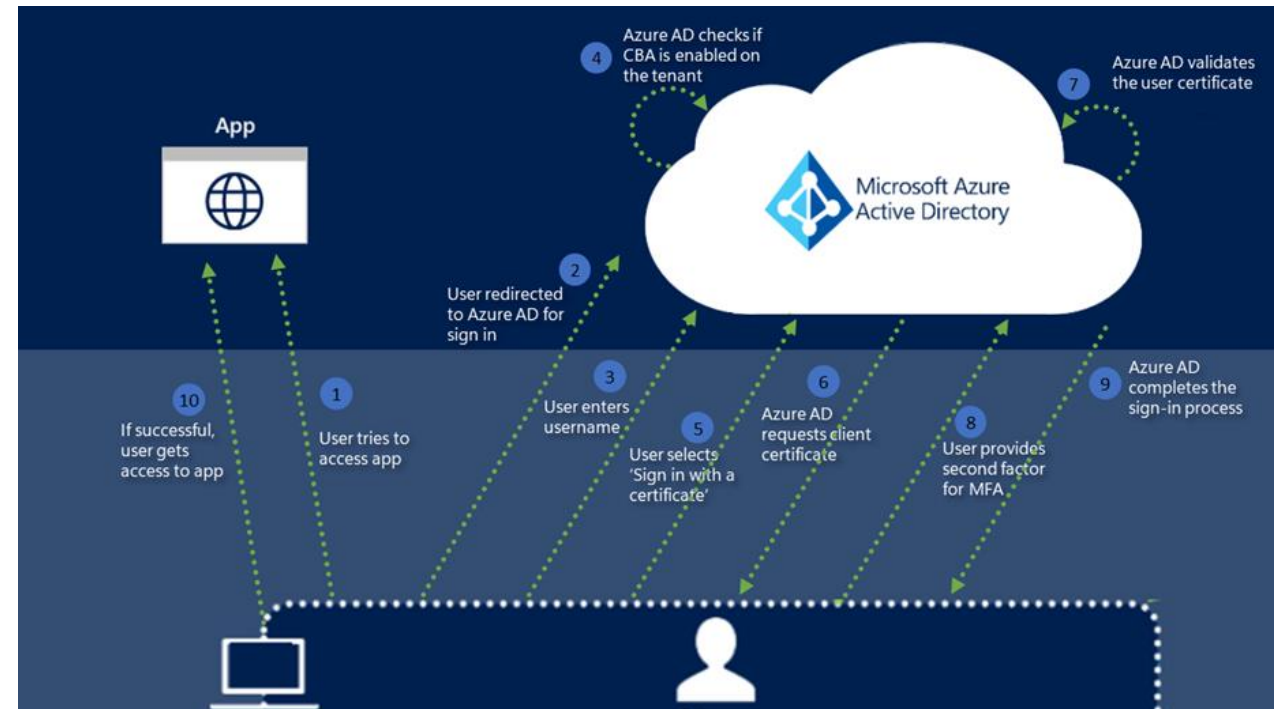 4
Azure AD checks if
CBA is enabled on
the tenant
7
Azure AD validates
the user certificate
App
Microsoft Azure
Active Directory
2
User redirected
to Azure AD for
sign in
10
If successful,
user gets
access to app
1
User tries to
access app
3
User enters
username
5
User selects
‘Sign in with a
certificate’
6
Azure AD
requests client
certificate
8
User provides
second factor
for MFA
9
Azure AD
completes the
sign-in process